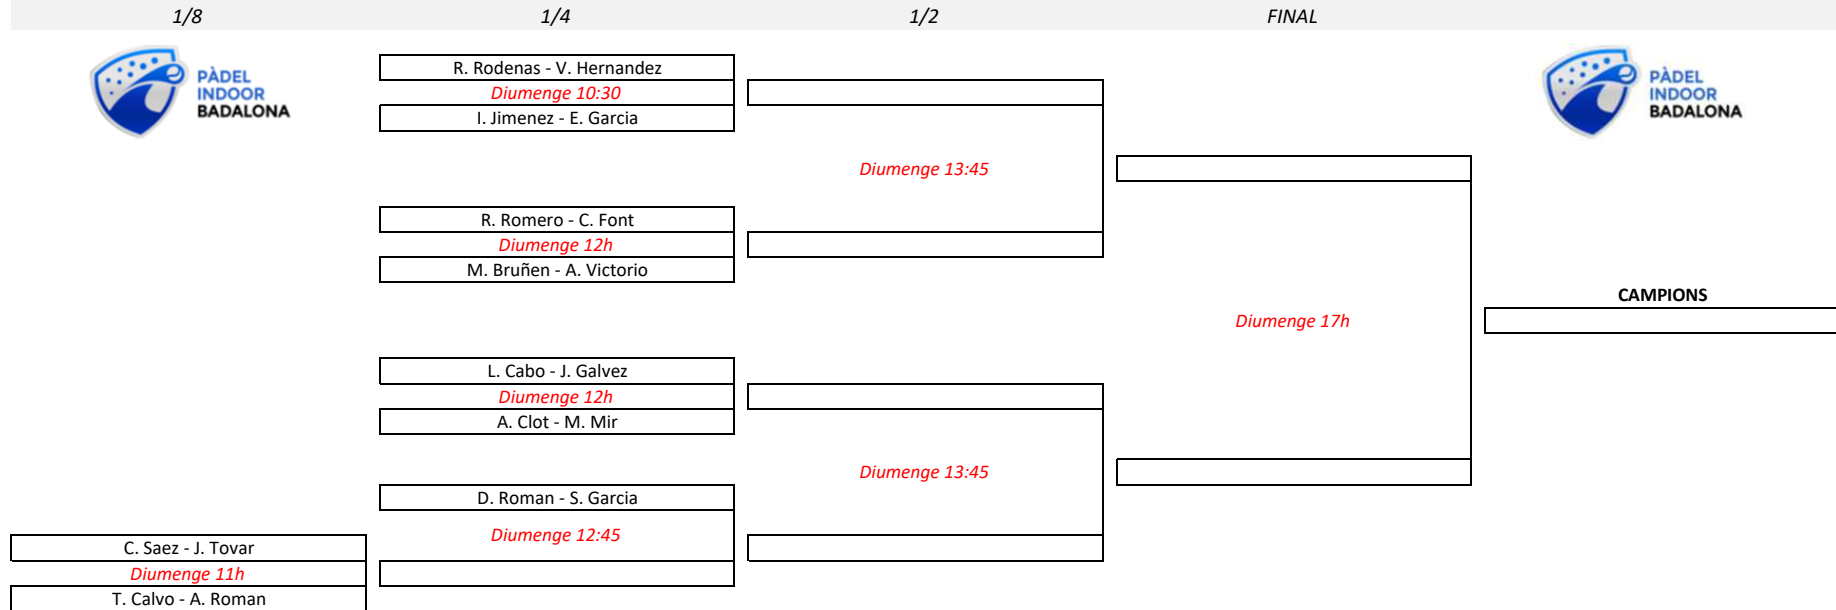 1/8
1/4
1/2
FINAL
PÀDEL
INDOOR
BADALONA
PÀDEL
INDOOR
BADALONA
R. Rodenas - V. Hernandez
Diumenge 10:30
I. Jimenez - E. Garcia
Diumenge 13:45
R. Romero - C. Font
Diumenge 12h
M. Bruñen - A. Victorio
CAMPIONS
Diumenge 17h
L. Cabo - J. Galvez
Diumenge 12h
A. Clot - M. Mir
Diumenge 13:45
D. Roman - S. Garcia
Diumenge 12:45
C. Saez - J. Tovar
Diumenge 11h
T. Calvo - A. Roman